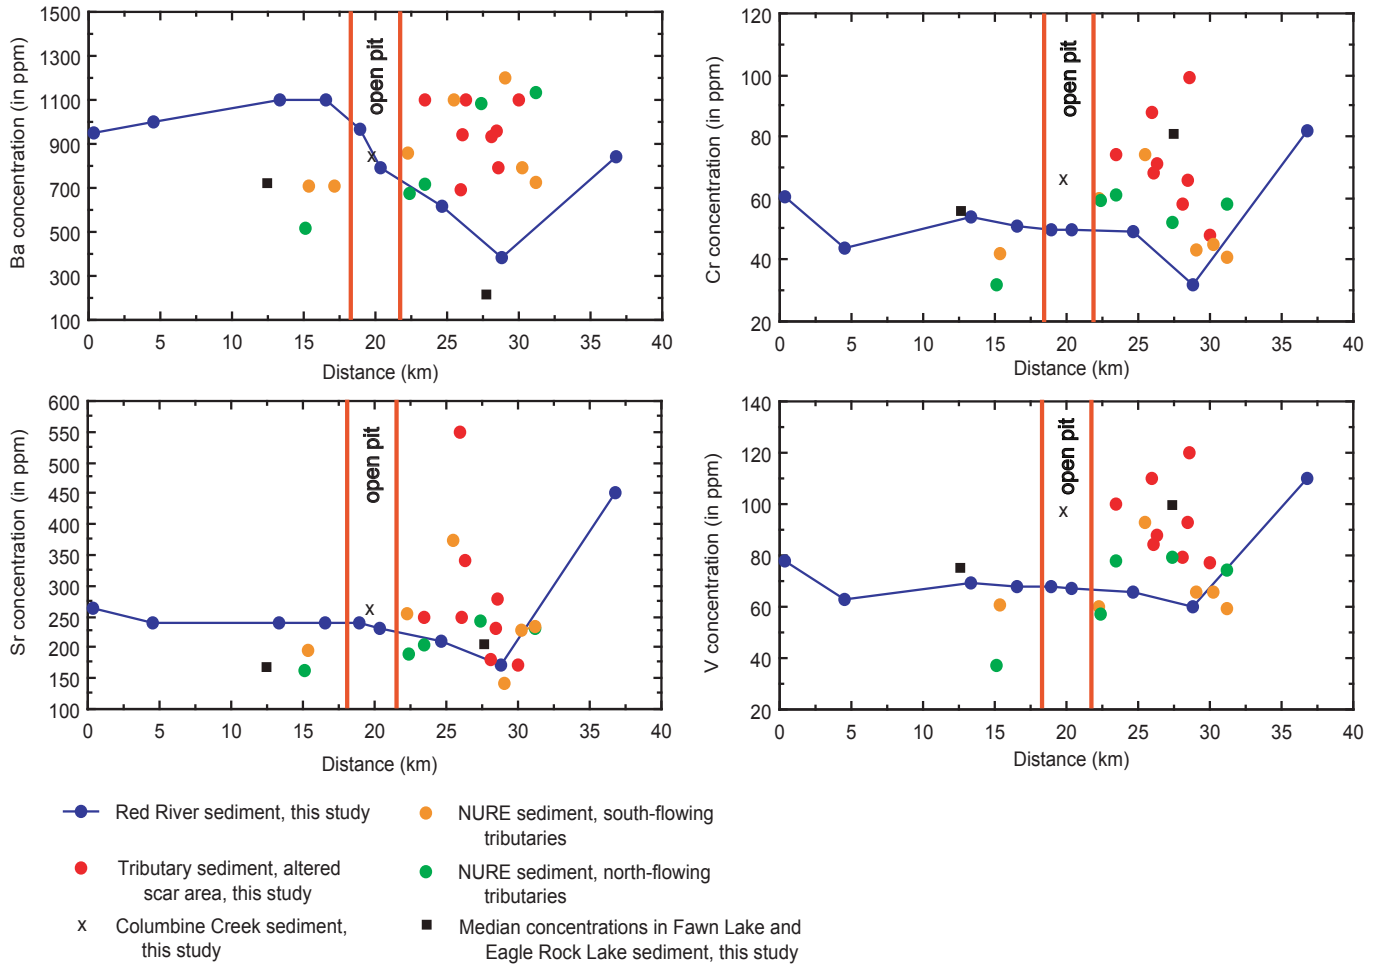 Ba concentration (in ppm)
1500
1300
1100
900
700
500
300
100
open pit
x
0 5 10 15 20 25 30 35 40
Distance (km)
Cr concentration (in ppm)
120
100
80
60
40
20
open pit
x
0 5 10 15 20 25 30 35 40
Distance (km)
Sr concentration (in ppm)
600
550
500
450
400
350
300
250
200
150
100
open pit
x
0 5 10 15 20 25 30 35 40
Distance (km)
V concentration (in ppm)
140
120
100
80
60
40
20
open pit
x
0 5 10 15 20 25 30 35 40
Distance (km)
Red River sediment, this study
Tributary sediment, altered
scar area, this study
x Columbine Creek sediment,
this study
NURE sediment, south-flowing
tributaries
NURE sediment, north-flowing
tributaries
Median concentrations in Fawn Lake and
Eagle Rock Lake sediment, this study